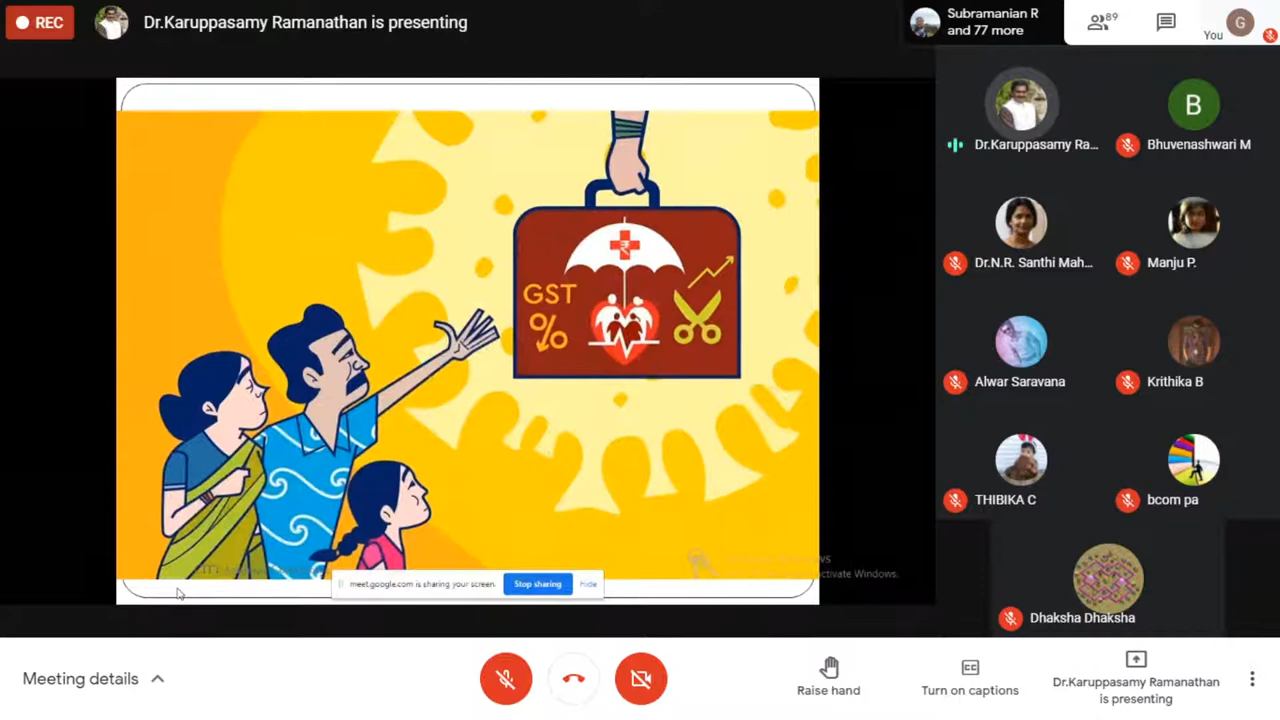 REC
Dr.Karuppasamy Ramanathan is presenting
Subramanian R
and 77 more
89
You
G
GST
%
Dr.Karuppasamy Ra...
B
Bhuvenashwari M
Dr.N.R. Santhi Mah...
Manju P.
Alwar Saravana
Krithika B
THIBIKA C
bcom pa
Dhaksha Dhaksha
meet.google.com is sharing your screen.
Stop sharing
Hide
Meeting details
Raise hand
CC
Turn on captions
Dr.Karuppasamy Ramanathan
is presenting